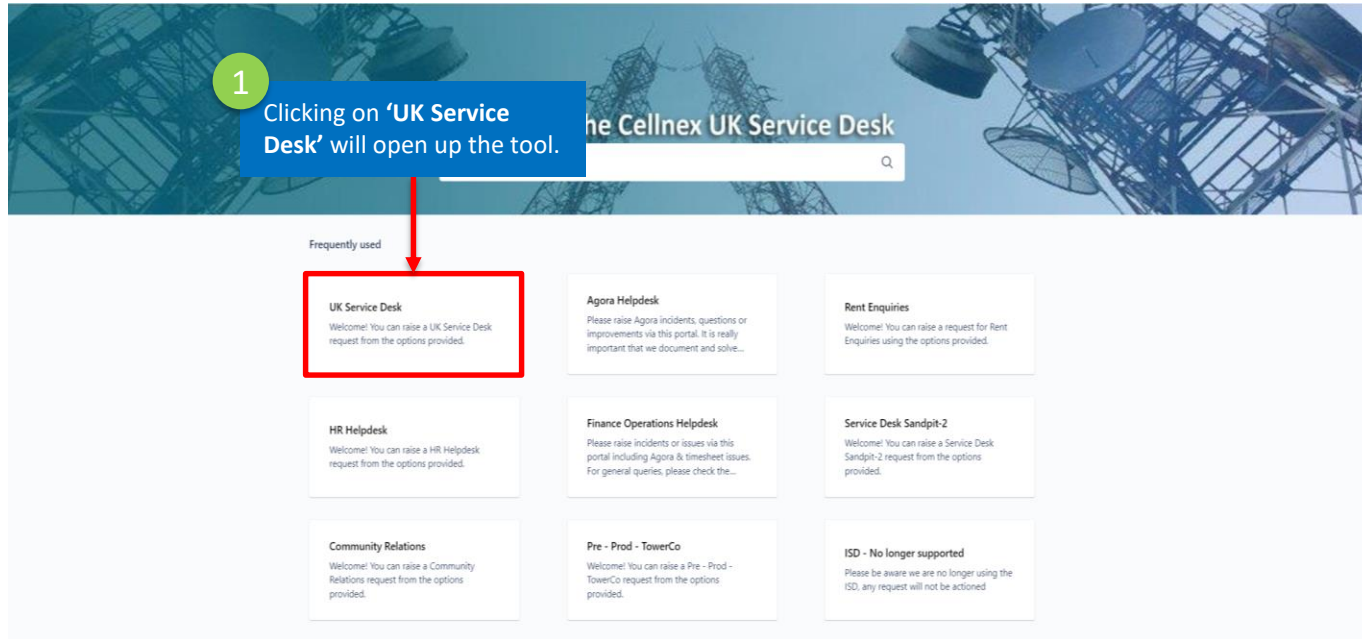 1
Clicking on ‘UK Service
Desk’ will open up the tool.
he Cellnex UK Service Desk
Frequently used
UK Service Desk
Welcome! You can raise a UK Service Desk
request from the options provided.
Agora Helpdesk
Please raise Agora incidents, questions or
improvements via this portal. It is really
important that we document and solve...
Rent Enquiries
Welcome! You can raise a request for Rent
Enquiries using the options provided.
HR Helpdesk
Welcome! You can raise a HR Helpdesk
request from the options provided.
Finance Operations Helpdesk
Please raise incidents or issues via this
portal including Agora & timesheet issues.
For general queries, please check the...
Service Desk Sandpit-2
Welcome! You can raise a Service Desk
Sandpit-2 request from the options
provided.
Community Relations
Welcome! You can raise a Community
Relations request from the options
provided.
Pre - Prod - TowerCo
Welcome! You can raise a Pre - Prod -
TowerCo request from the options
provided.
ISD - No longer supported
Please be aware we are no longer using the
ISD, any request will not be actioned